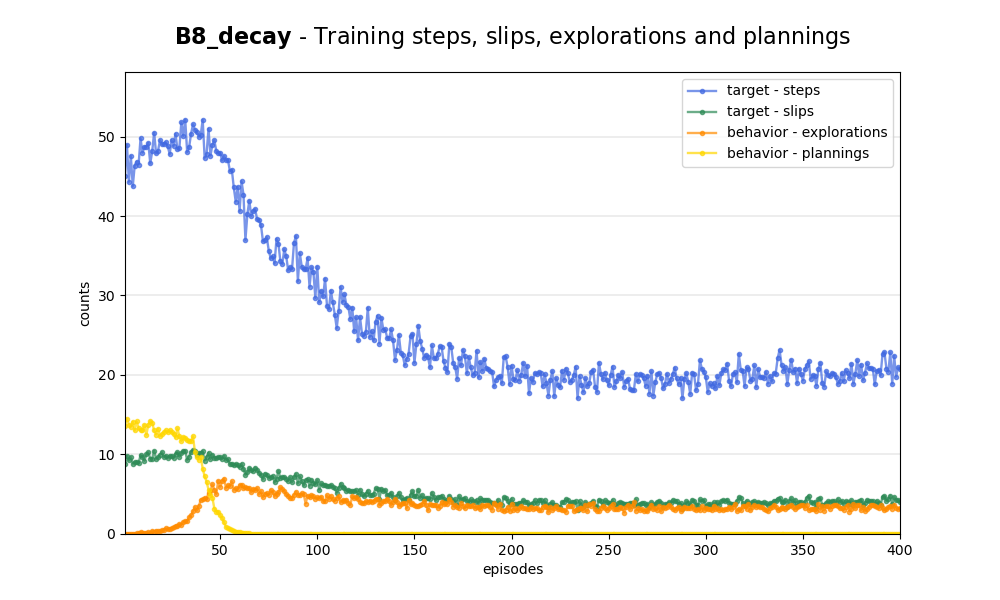 B8_decay - Training steps, slips, explorations and plannings
counts
50
40
30
20
10
0
target - steps
target - slips
behavior - explorations
behavior - plannings
50 100 150 200 250 300 350 400
episodes